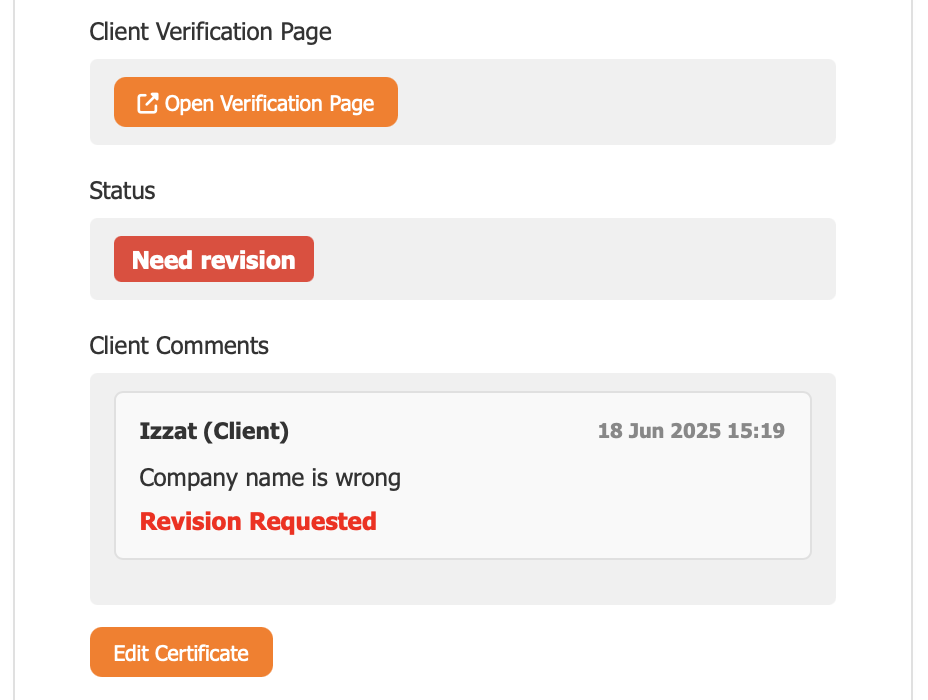 Client Verification Page
Open Verification Page
Status
Need revision
Client Comments
Izzat (Client) 18 Jun 2025 15:19
Company name is wrong
Revision Requested
Edit Certificate